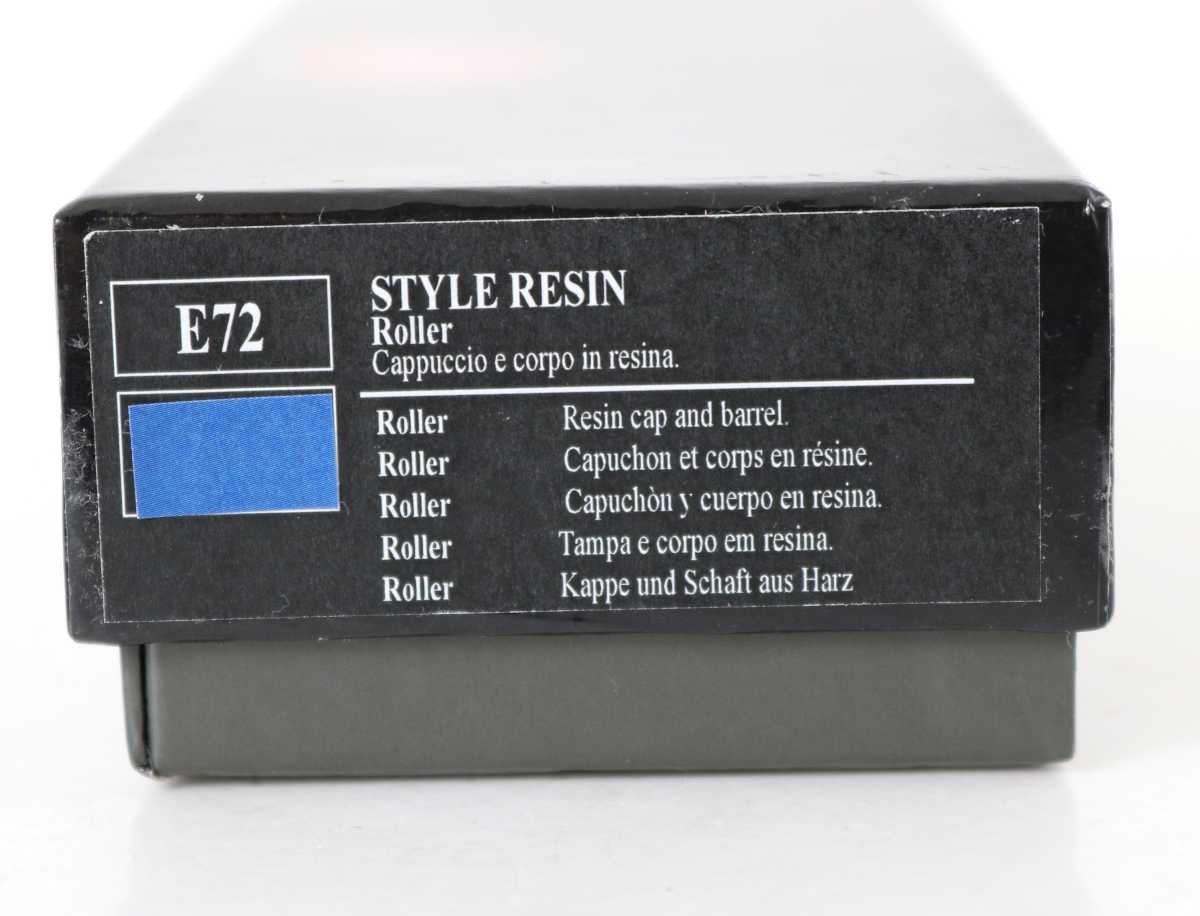 E72
STYLE RESIN
Roller
Cappuccio e corpo in resina.
Roller Resin cap and barrel.
Roller Capuchon et corps en résine.
Roller Capuchòn y cuerpo en resina.
Roller Tampa e corpo em resina.
Roller Kappe und Schaft aus Harz